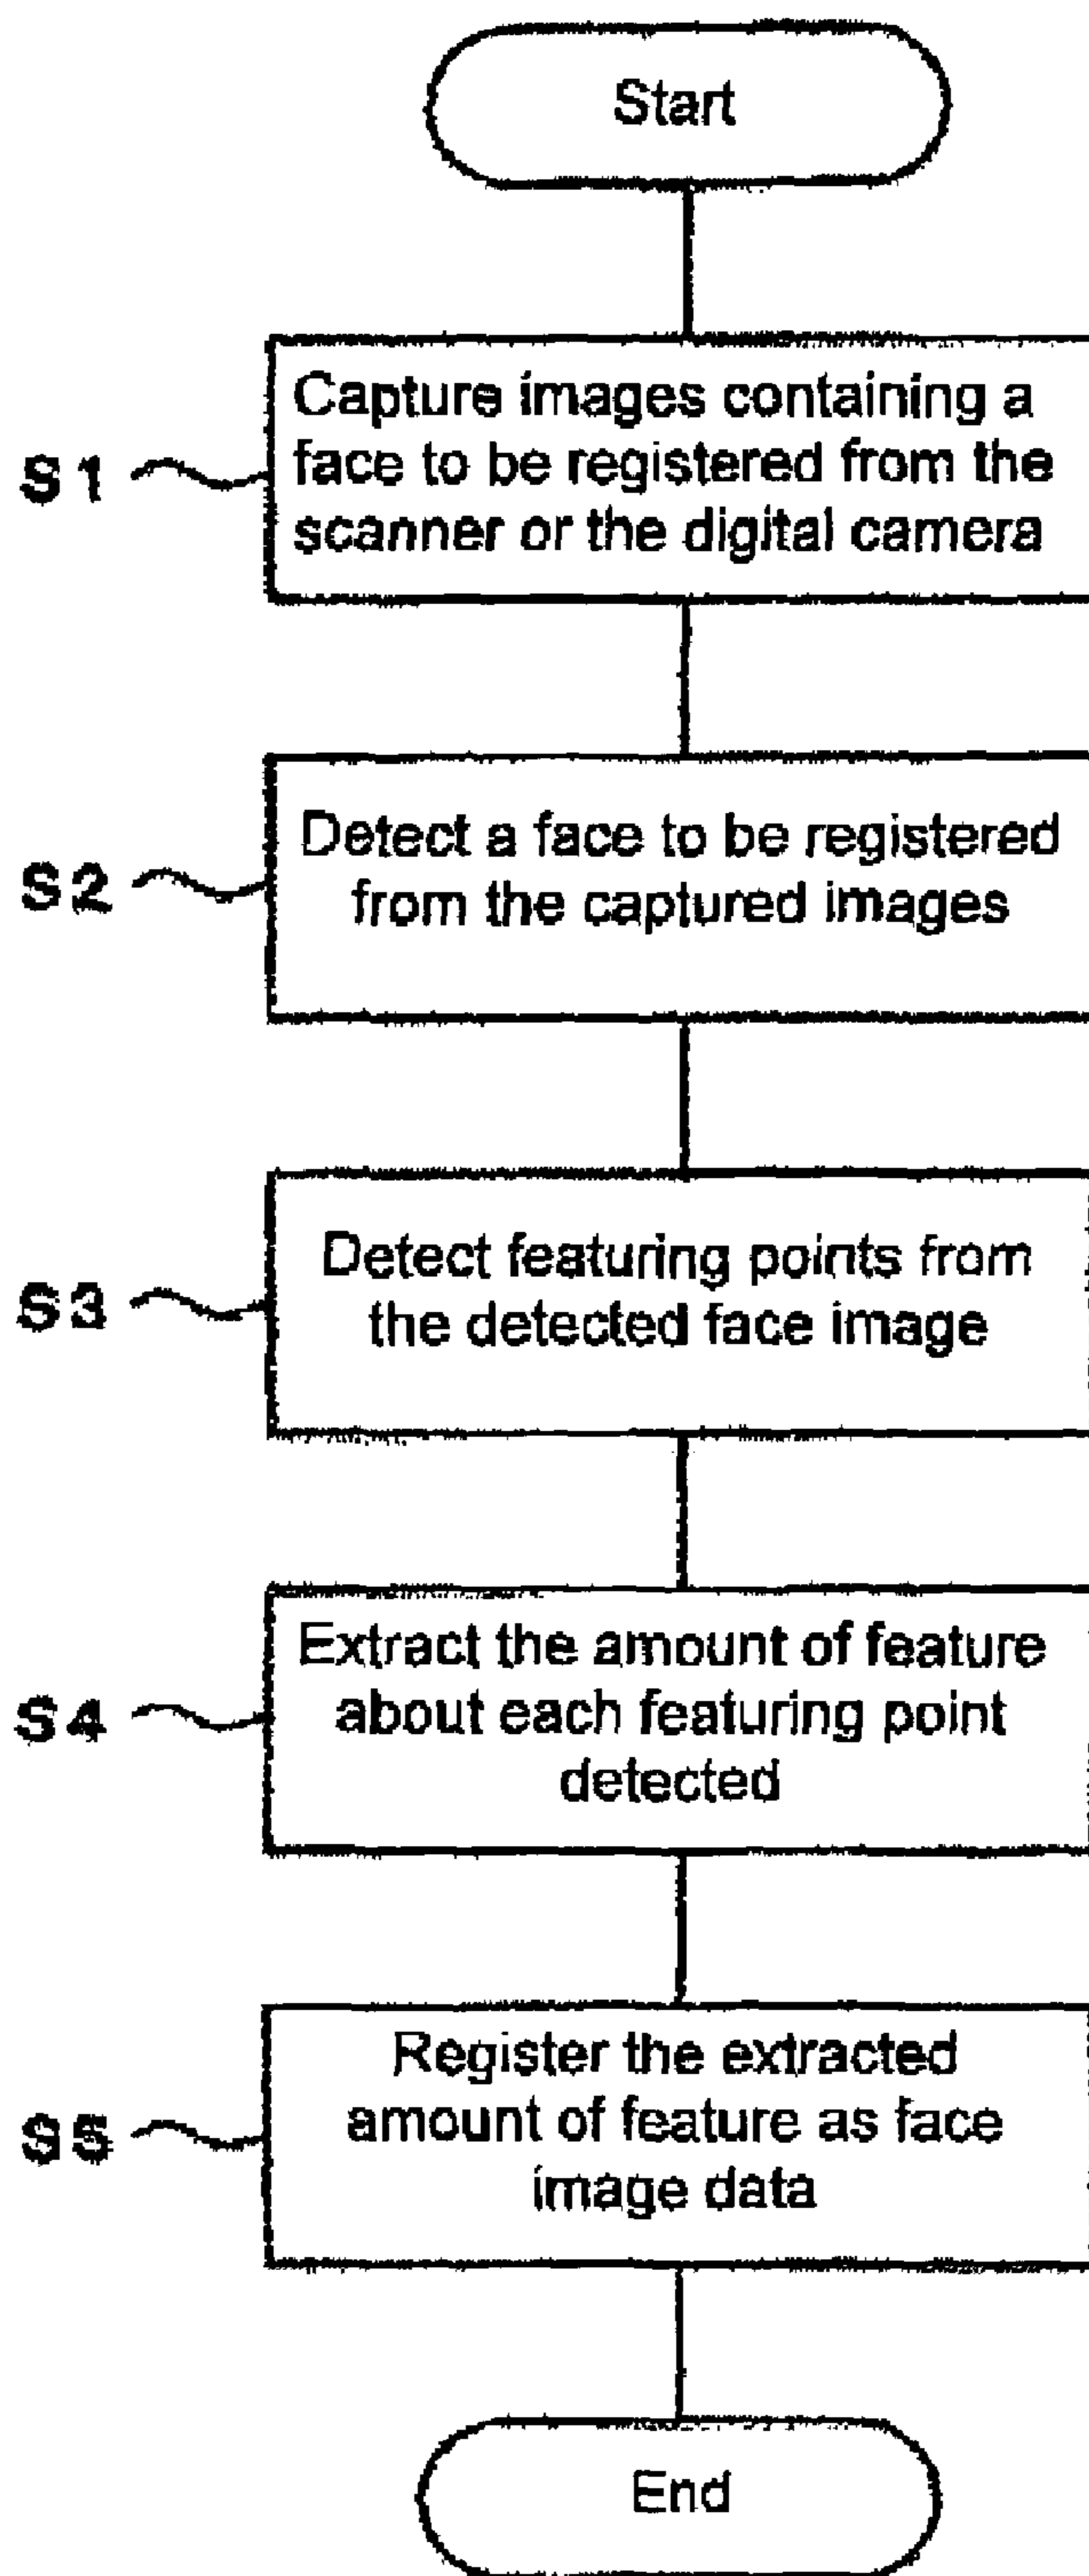 Start
S1
Capture images containing a
face to be registered from the
scanner or the digital camera
S2
Detect a face to be registered
from the captured images
S3
Detect featuring points from
the detected face image
S4
Extract the amount of feature
about each featuring point
detected
S5
Register the extracted
amount of feature as face
image data
End